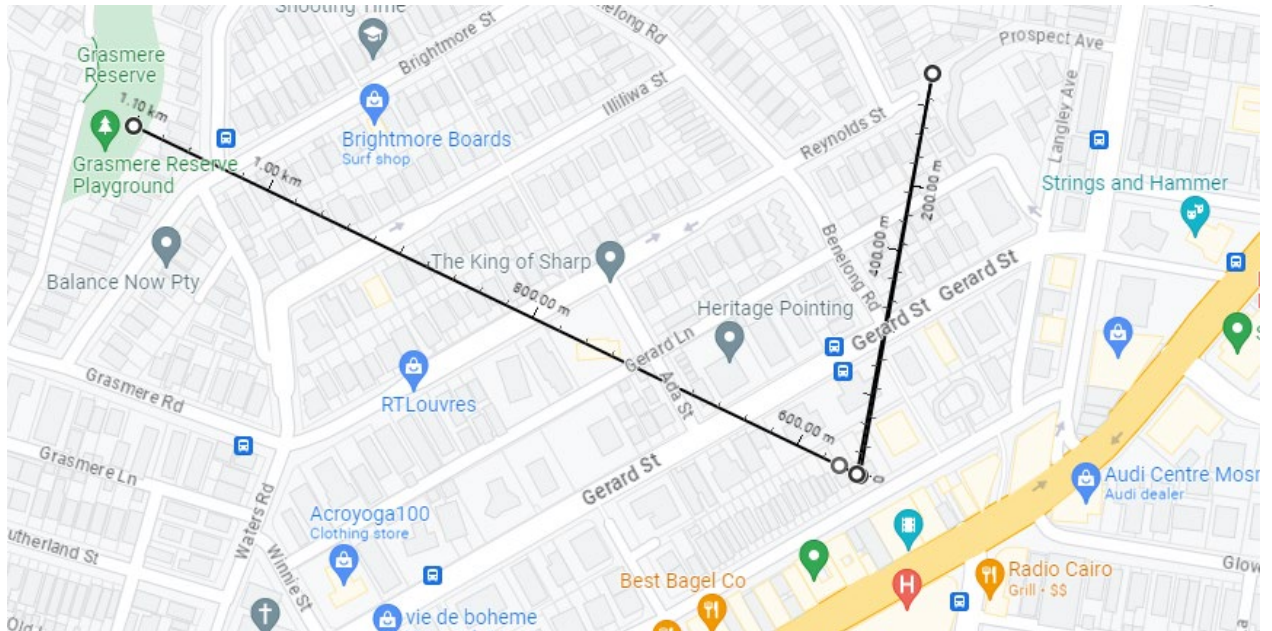 Shooting Time
Brightmore St
Prospect Ave
Grasmere
Reserve
1.10 km
Illiliwa St
Langley Ave
Brightmore Boards
Surf shop
Reynolds St
Grasmere Reserve
Playground
1.00 km
200.00 m
Strings and Hammer
400.00 m
Benelong Rd
The King of Sharp
Balance Now Pty
800.00 m
Heritage Pointing
Gerard St
Gerard St
Gerard Ln
Ada St
Grasmere Rd
RTLouvres
600.00 m
0
Grasmere Ln
Gerard St
Audi Centre Mosm
Audi dealer
Waters Rd
Acroyoga100
Clothing store
utherland St
Winnie St
Best Bagel Co
Radio Cairo
Grill · $$
Glow
H
vie de boheme